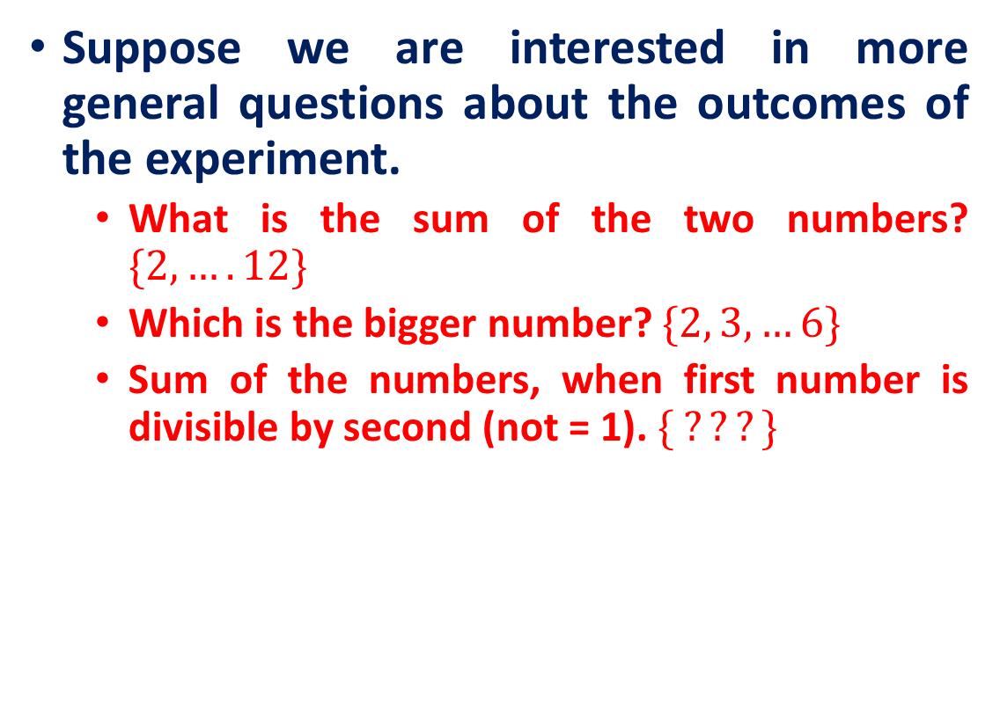 • Suppose we are interested in more
general questions about the outcomes of
the experiment.
• What is the sum of the two numbers?
{2, … . 12}
• Which is the bigger number? {2, 3, … 6}
• Sum of the numbers, when first number is
divisible by second (not = 1). { ? ? ? }